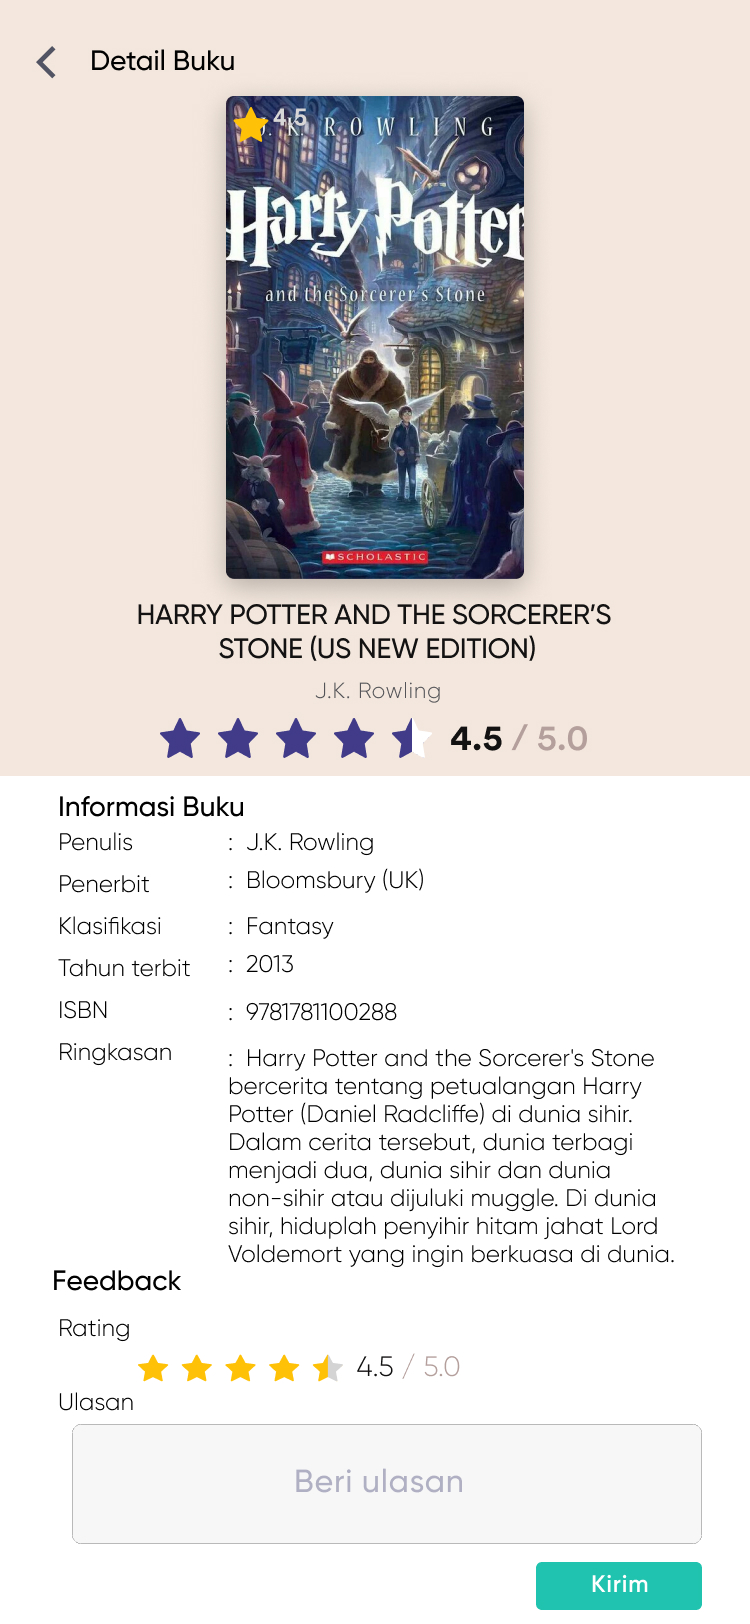 Detail Buku
4.5
J. K. ROWLING
Harry Potter
and the Sorcerer's Stone
SCHOLASTIC
HARRY POTTER AND THE SORCERER’S
STONE (US NEW EDITION)
J.K. Rowling
4.5 / 5.0
Informasi Buku
Penulis : J.K. Rowling
Penerbit : Bloomsbury (UK)
Klasifikasi : Fantasy
Tahun terbit : 2013
ISBN : 9781781100288
Ringkasan : Harry Potter and the Sorcerer's Stone
bercerita tentang petualangan Harry
Potter (Daniel Radcliffe) di dunia sihir.
Dalam cerita tersebut, dunia terbagi
menjadi dua, dunia sihir dan dunia
non-sihir atau dijuluki muggle. Di dunia
sihir, hiduplah penyihir hitam jahat Lord
Voldemort yang ingin berkuasa di dunia.
Feedback
Rating
4.5 / 5.0
Ulasan
Beri ulasan
Kirim